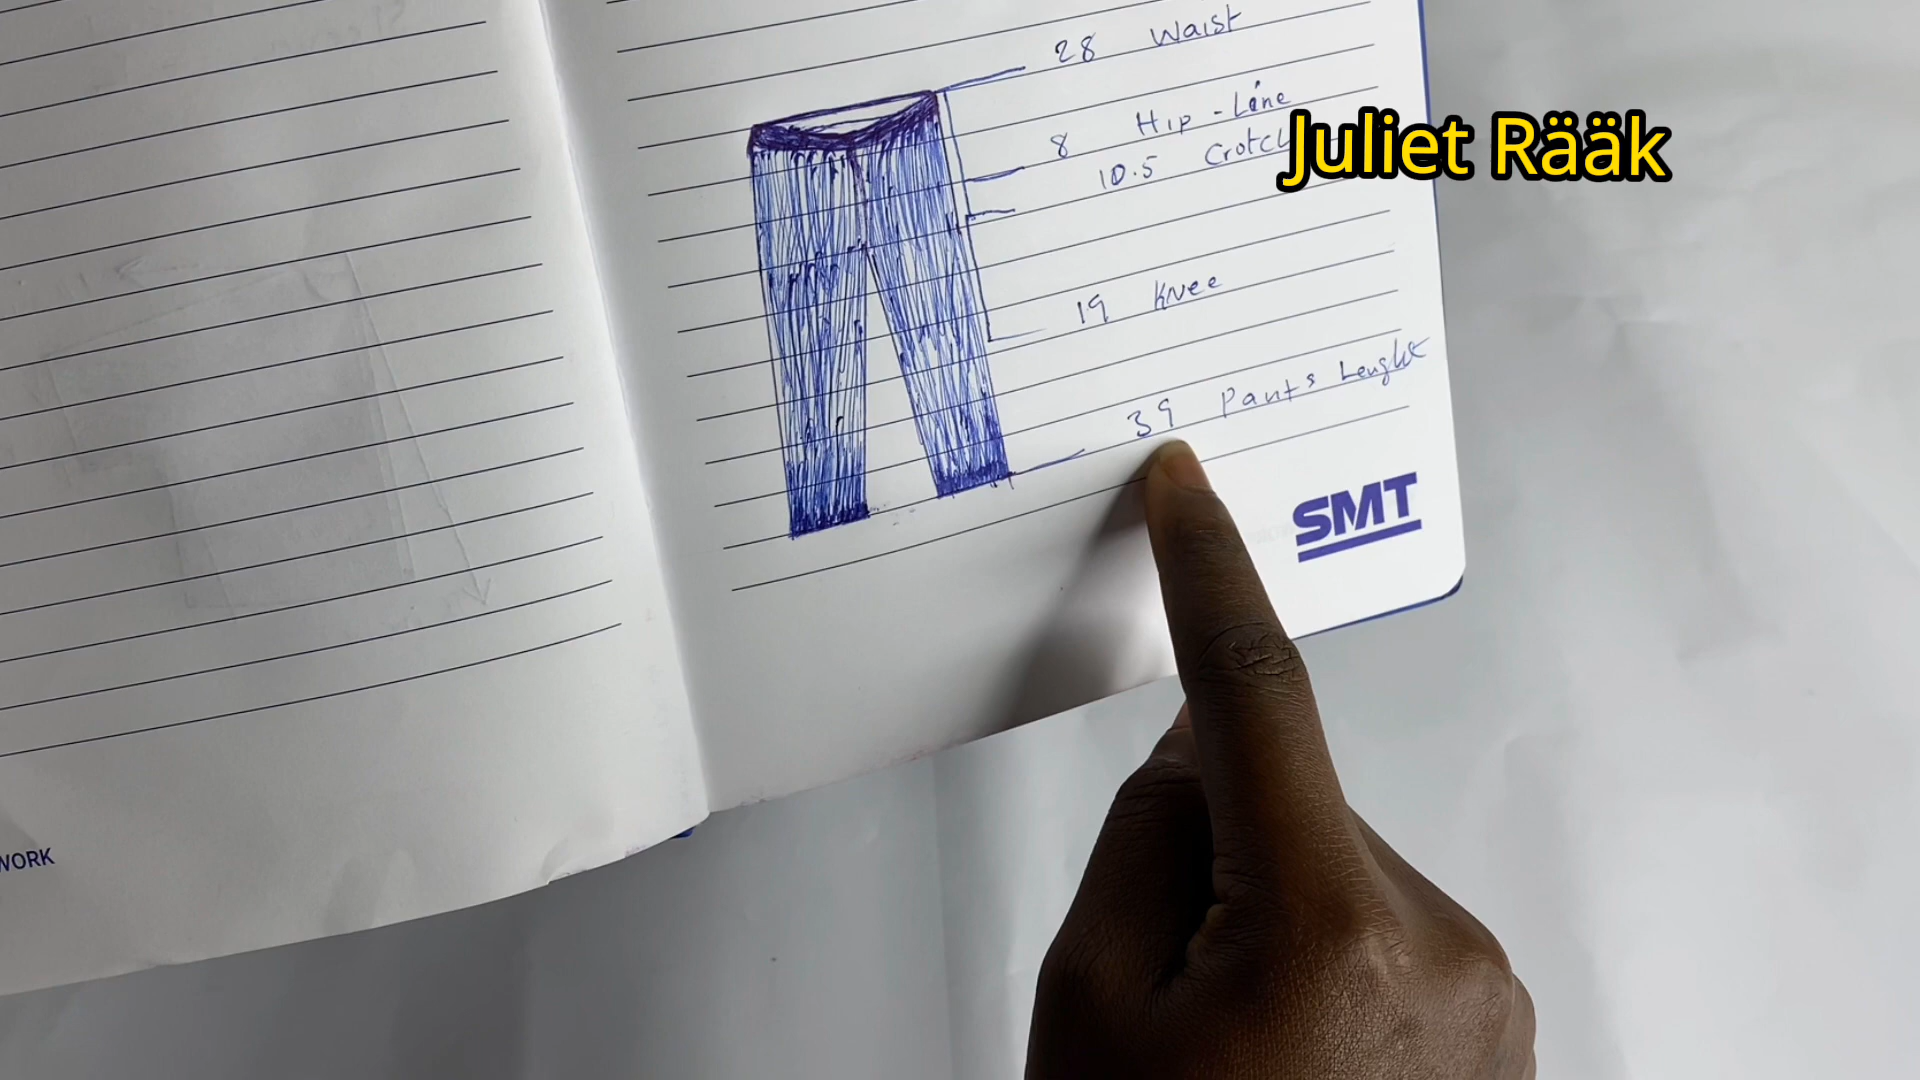 28 Waist
8 Hip-Line
10.5 Crotch
Juliet Rääk
19 Knee
39 Pants Lenght
SMT
WORK